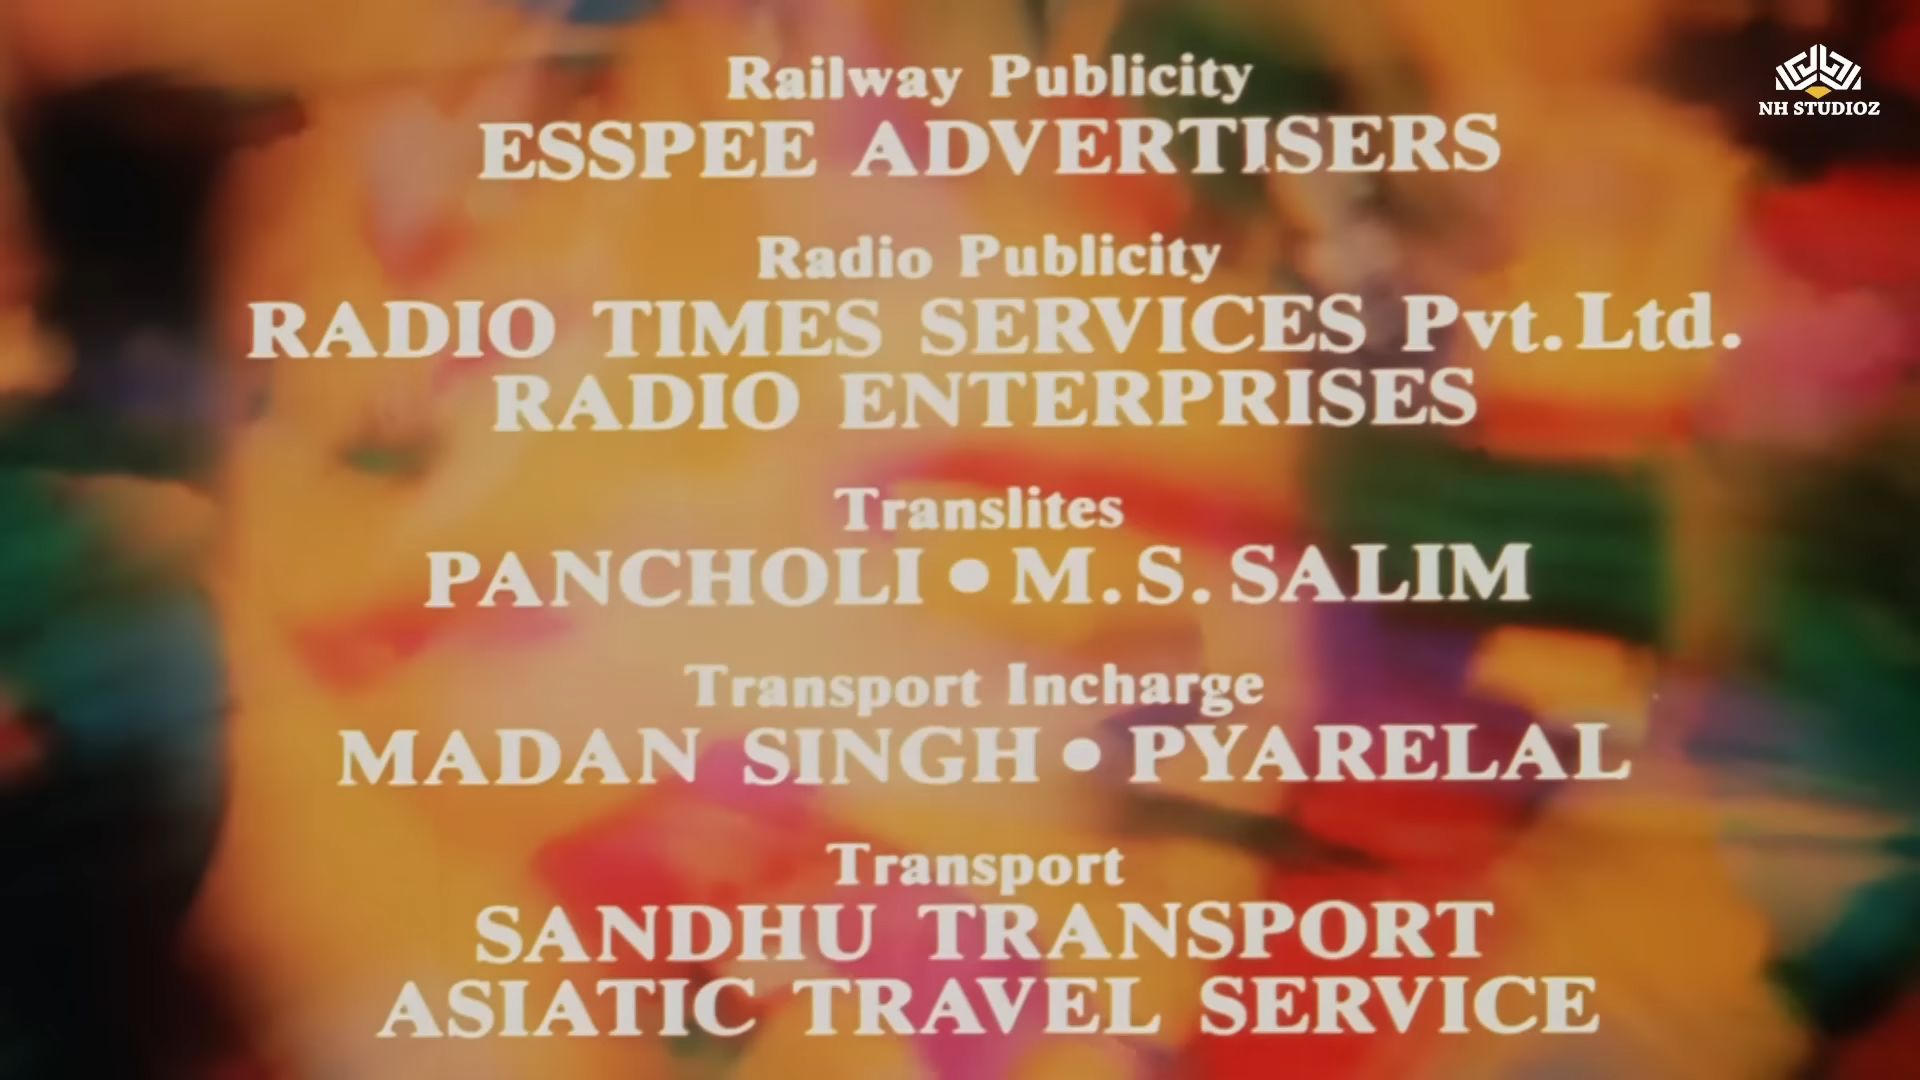 Railway Publicity
ESSPEE ADVERTISERS
Radio Publicity
RADIO TIMES SERVICES Pvt. Ltd.
RADIO ENTERPRISES
Translites
PANCHOLI • M. S. SALIM
Transport Incharge
MADAN SINGH • PYARELAL
Transport
SANDHU TRANSPORT
ASIATIC TRAVEL SERVICE
NH STUDIOZ